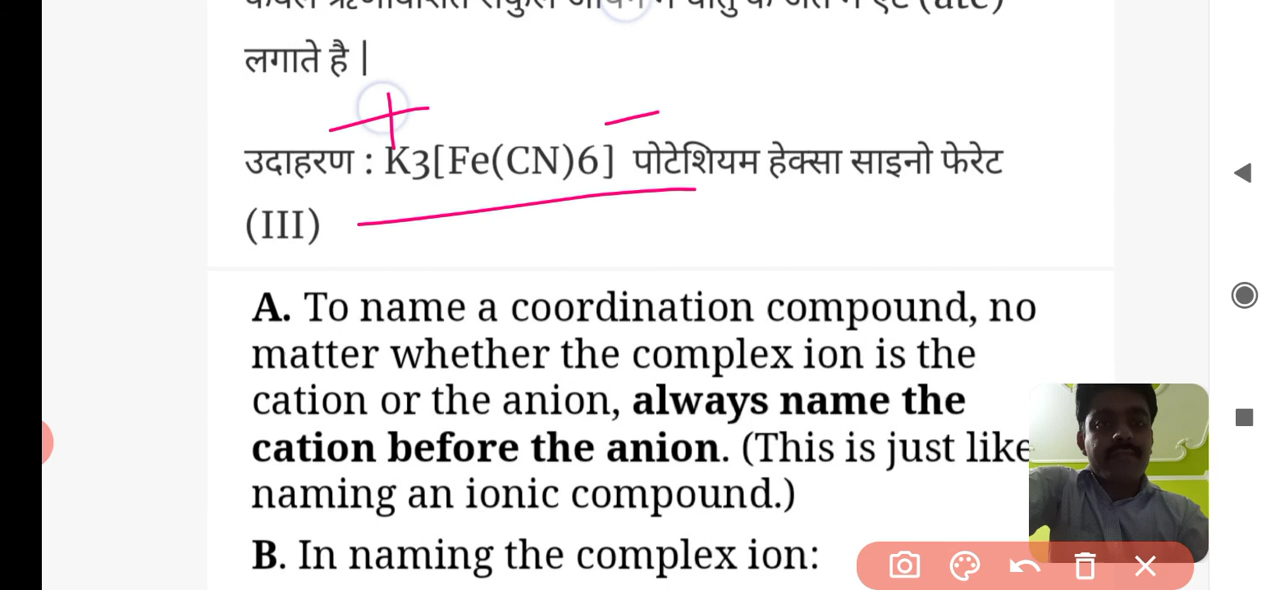 लगाते है |
उदाहरण : K3[Fe(CN)6] पोटेशियम हेक्सा साइनो फेरेट
(III)
A. To name a coordination compound, no
matter whether the complex ion is the
cation or the anion, always name the
cation before the anion. (This is just like
naming an ionic compound.)
B. In naming the complex ion: